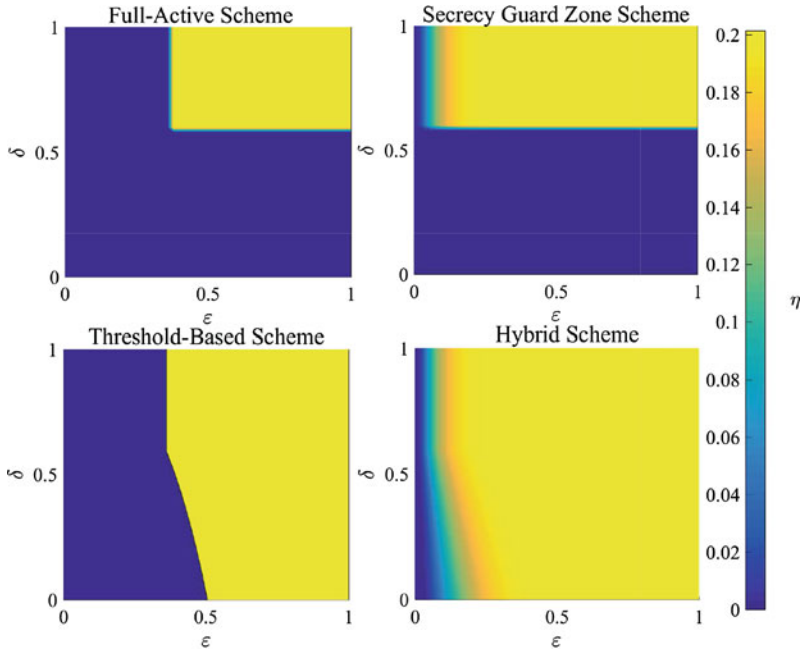 Full-Active Scheme
Secrecy Guard Zone Scheme
1
0.5
0
δ
0
0.5
1
ε
1
0.5
0
δ
0
0.5
1
ε
Threshold-Based Scheme
Hybrid Scheme
1
0.5
0
δ
0
0.5
1
ε
1
0.5
0
δ
0
0.5
1
ε
0.2
0.18
0.16
0.14
0.12
0.1
0.08
0.06
0.04
0.02
0
η